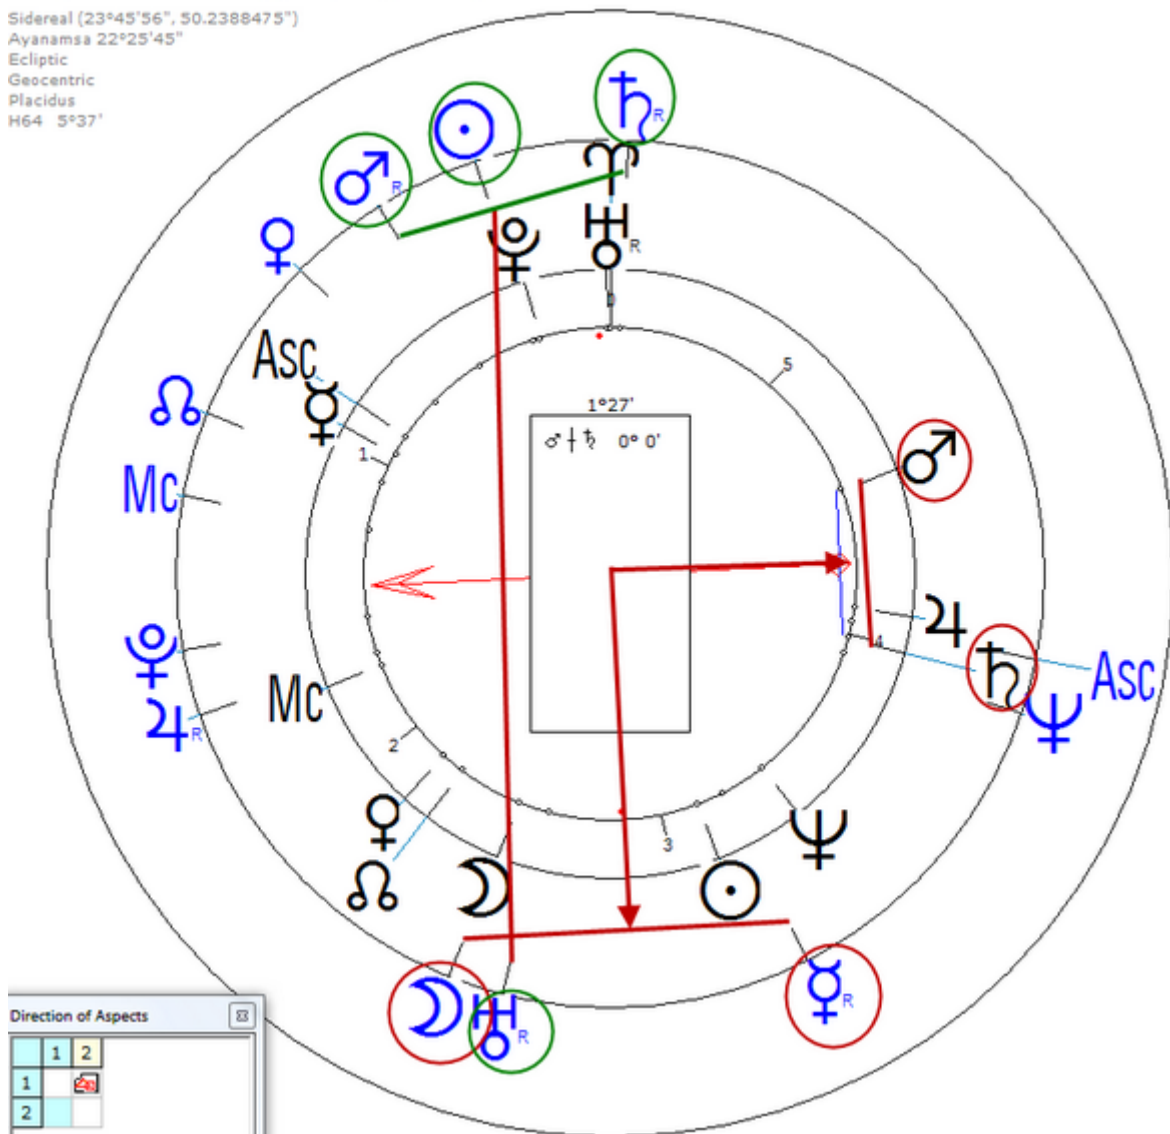 Sidereal (23°45'56", 50.2388475")
Ayanamsa 22°25'45"
Ecliptic
Geocentric
Placidus
H64 5°37'
♄R
☉
♂R
♈
♀
♇
♅R
0
Asc
5
☿
1°27'
☊
♂
1
♂ ┼ ♄ 0° 0'
Mc
♃
♇
4
♄
Asc
Mc
♃R
♆
2
♀
3
♆
☊
☽
☉
☽
♅R
☿R
Direction of Aspects
1 2
1
2